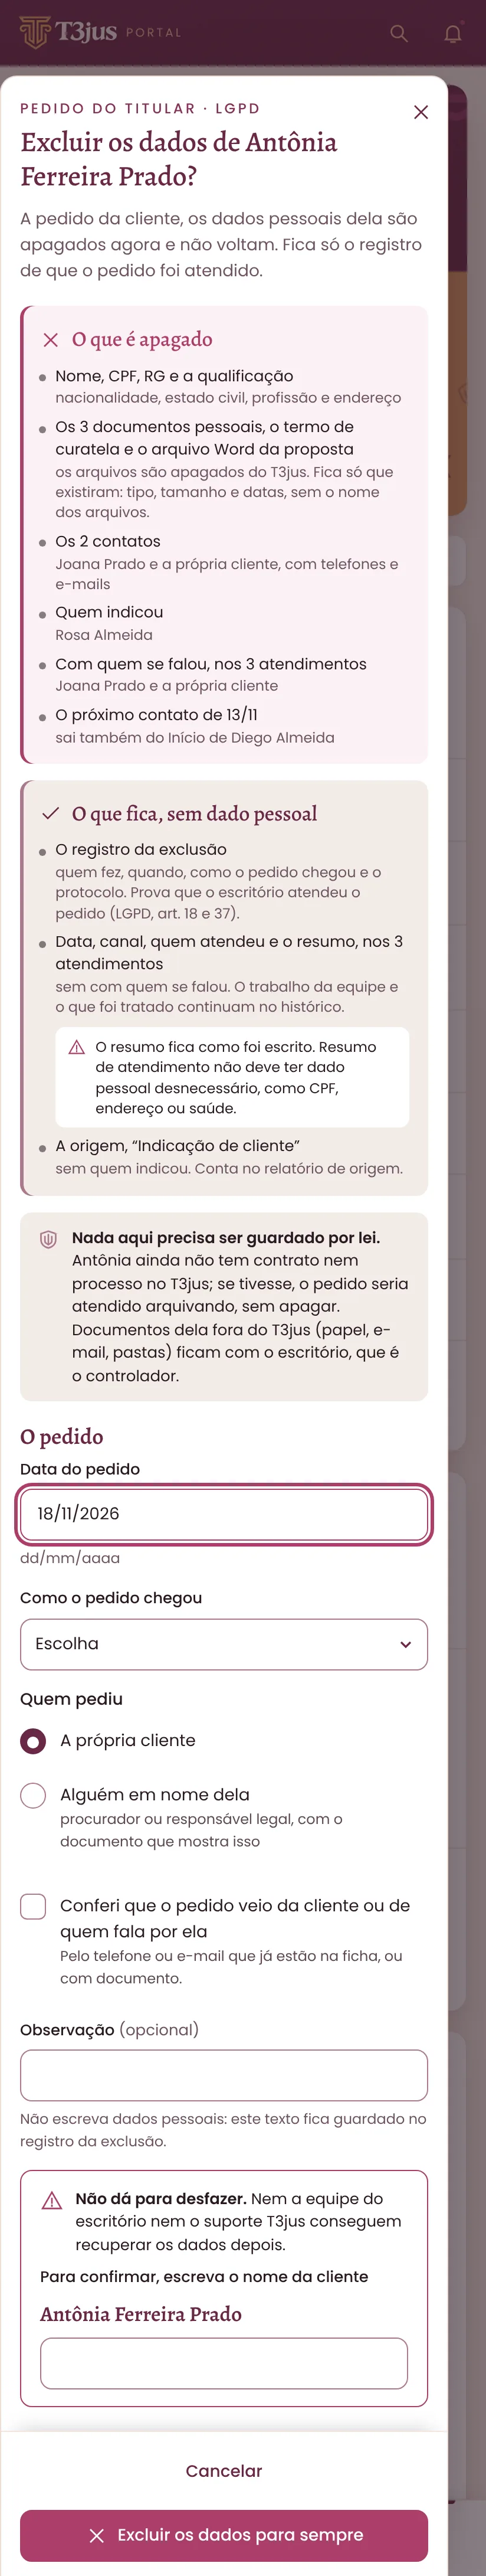 T3jus PORTAL
PEDIDO DO TITULAR · LGPD
Excluir os dados de Antônia
Ferreira Prado?
A pedido da cliente, os dados pessoais dela são
apagados agora e não voltam. Fica só o registro
de que o pedido foi atendido.
O que é apagado
Nome, CPF, RG e a qualificação
nacionalidade, estado civil, profissão e endereço
Os 3 documentos pessoais, o termo de
curatela e o arquivo Word da proposta
os arquivos são apagados do T3jus. Fica só que
existiram: tipo, tamanho e datas, sem o nome
dos arquivos.
Os 2 contatos
Joana Prado e a própria cliente, com telefones e
e-mails
Quem indicou
Rosa Almeida
Com quem se falou, nos 3 atendimentos
Joana Prado e a própria cliente
O próximo contato de 13/11
sai também do Início de Diego Almeida
O que fica, sem dado pessoal
O registro da exclusão
quem fez, quando, como o pedido chegou e o
protocolo. Prova que o escritório atendeu o
pedido (LGPD, art. 18 e 37).
Data, canal, quem atendeu e o resumo, nos 3
atendimentos
sem com quem se falou. O trabalho da equipe e
o que foi tratado continuam no histórico.
O resumo fica como foi escrito. Resumo
de atendimento não deve ter dado
pessoal desnecessário, como CPF,
endereço ou saúde.
A origem, “Indicação de cliente”
sem quem indicou. Conta no relatório de origem.
Nada aqui precisa ser guardado por lei.
Antônia ainda não tem contrato nem
processo no T3jus; se tivesse, o pedido seria
atendido arquivando, sem apagar.
Documentos dela fora do T3jus (papel, e-
mail, pastas) ficam com o escritório, que é
o controlador.
O pedido
Data do pedido
18/11/2026
dd/mm/aaaa
Como o pedido chegou
Escolha
Quem pediu
A própria cliente
Alguém em nome dela
procurador ou responsável legal, com o
documento que mostra isso
Conferi que o pedido veio da cliente ou de
quem fala por ela
Pelo telefone ou e-mail que já estão na ficha, ou
com documento.
Observação (opcional)
Não escreva dados pessoais: este texto fica guardado no
registro da exclusão.
Não dá para desfazer. Nem a equipe do
escritório nem o suporte T3jus conseguem
recuperar os dados depois.
Para confirmar, escreva o nome da cliente
Antônia Ferreira Prado
Cancelar
Excluir os dados para sempre